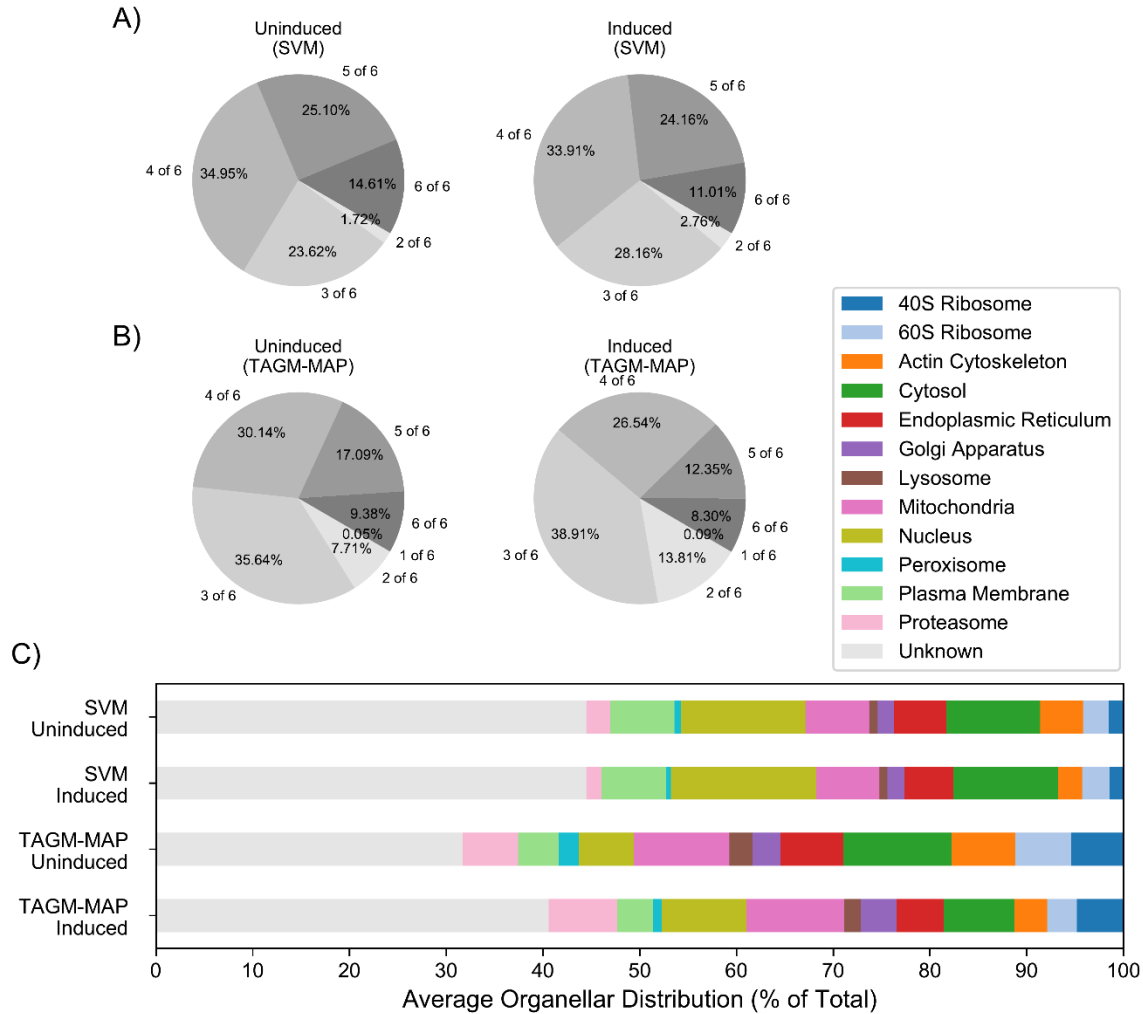 A)
Uninduced
(SVM)
Induced
(SVM)
5 of 6
25.10%
4 of 6
34.95%
14.61%
6 of 6
1.72%
2 of 6
23.62%
3 of 6
5 of 6
24.16%
4 of 6
33.91%
11.01%
6 of 6
2.76%
2 of 6
28.16%
3 of 6
B)
Uninduced
(TAGM-MAP)
Induced
(TAGM-MAP)
4 of 6
30.14%
5 of 6
17.09%
9.38%
6 of 6
0.05%
1 of 6
7.71%
2 of 6
35.64%
3 of 6
4 of 6
26.54%
5 of 6
12.35%
8.30%
6 of 6
0.09%
1 of 6
38.91%
13.81%
3 of 6
2 of 6
40S Ribosome
60S Ribosome
Actin Cytoskeleton
Cytosol
Endoplasmic Reticulum
Golgi Apparatus
Lysosome
Mitochondria
Nucleus
Peroxisome
Plasma Membrane
Proteasome
Unknown
C)
SVM
Uninduced
SVM
Induced
TAGM-MAP
Uninduced
TAGM-MAP
Induced
0 10 20 30 40 50 60 70 80 90 100
Average Organellar Distribution (% of Total)